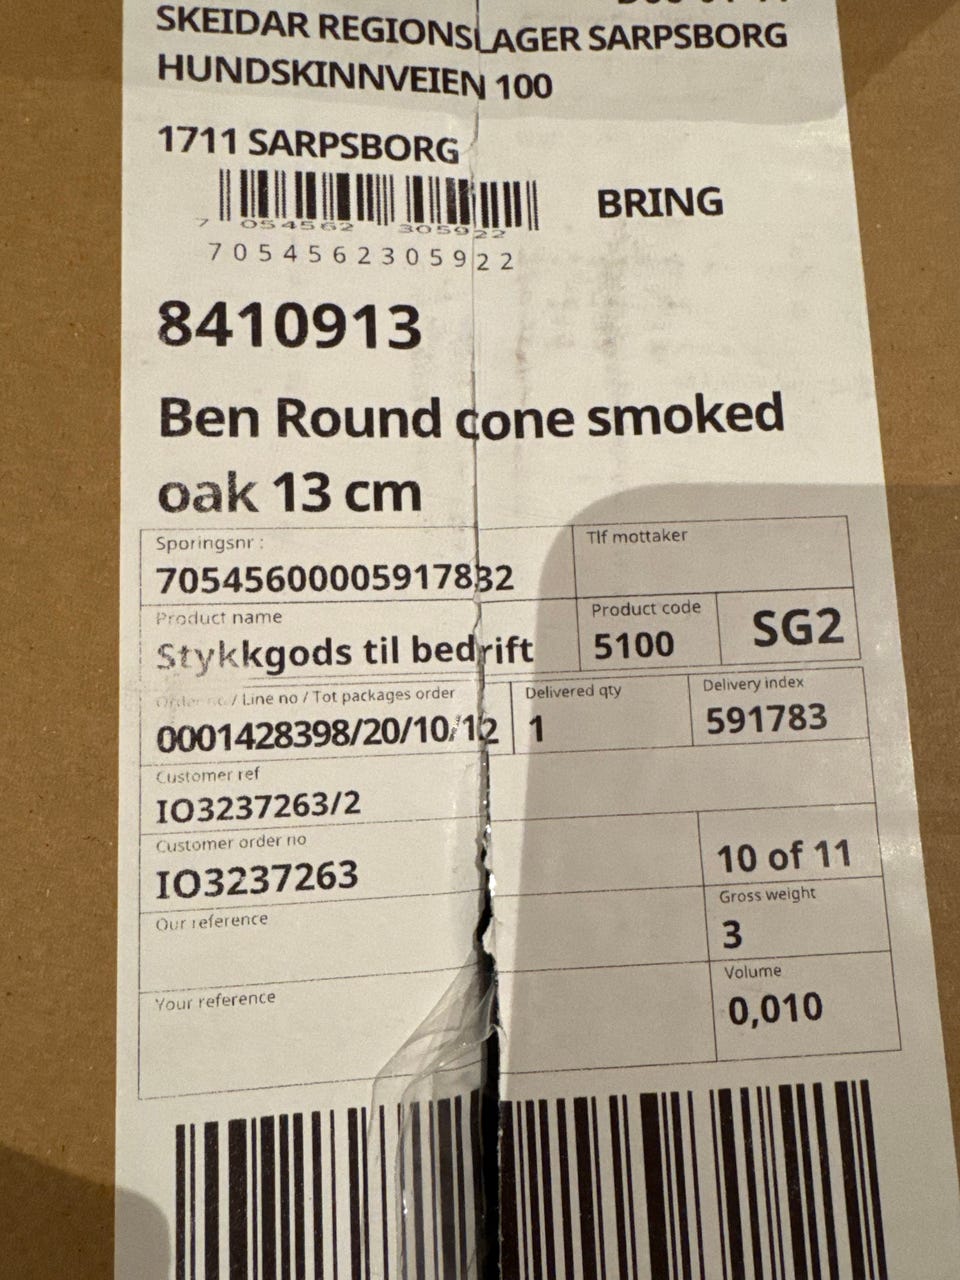 SKEIDAR REGIONSLAGER SARPSBORG
HUNDSKINNVEIEN 100
1711 SARPSBORG
BRING
7 054562 305922
7054562305922
8410913
Ben Round cone smoked
oak 13 cm
Sporingsnr :
Tlf mottaker
Product name
Product code
SG2
Stykkgods til bedrift
5100
Order no / Line no / Tot packages order
Delivered qty
Delivery index
0001428398/20/10/12
1
591783
Customer ref
IO3237263/2
Customer order no
10 of 11
IO3237263
Gross weight
Our reference
3
Volume
Your reference
0,010